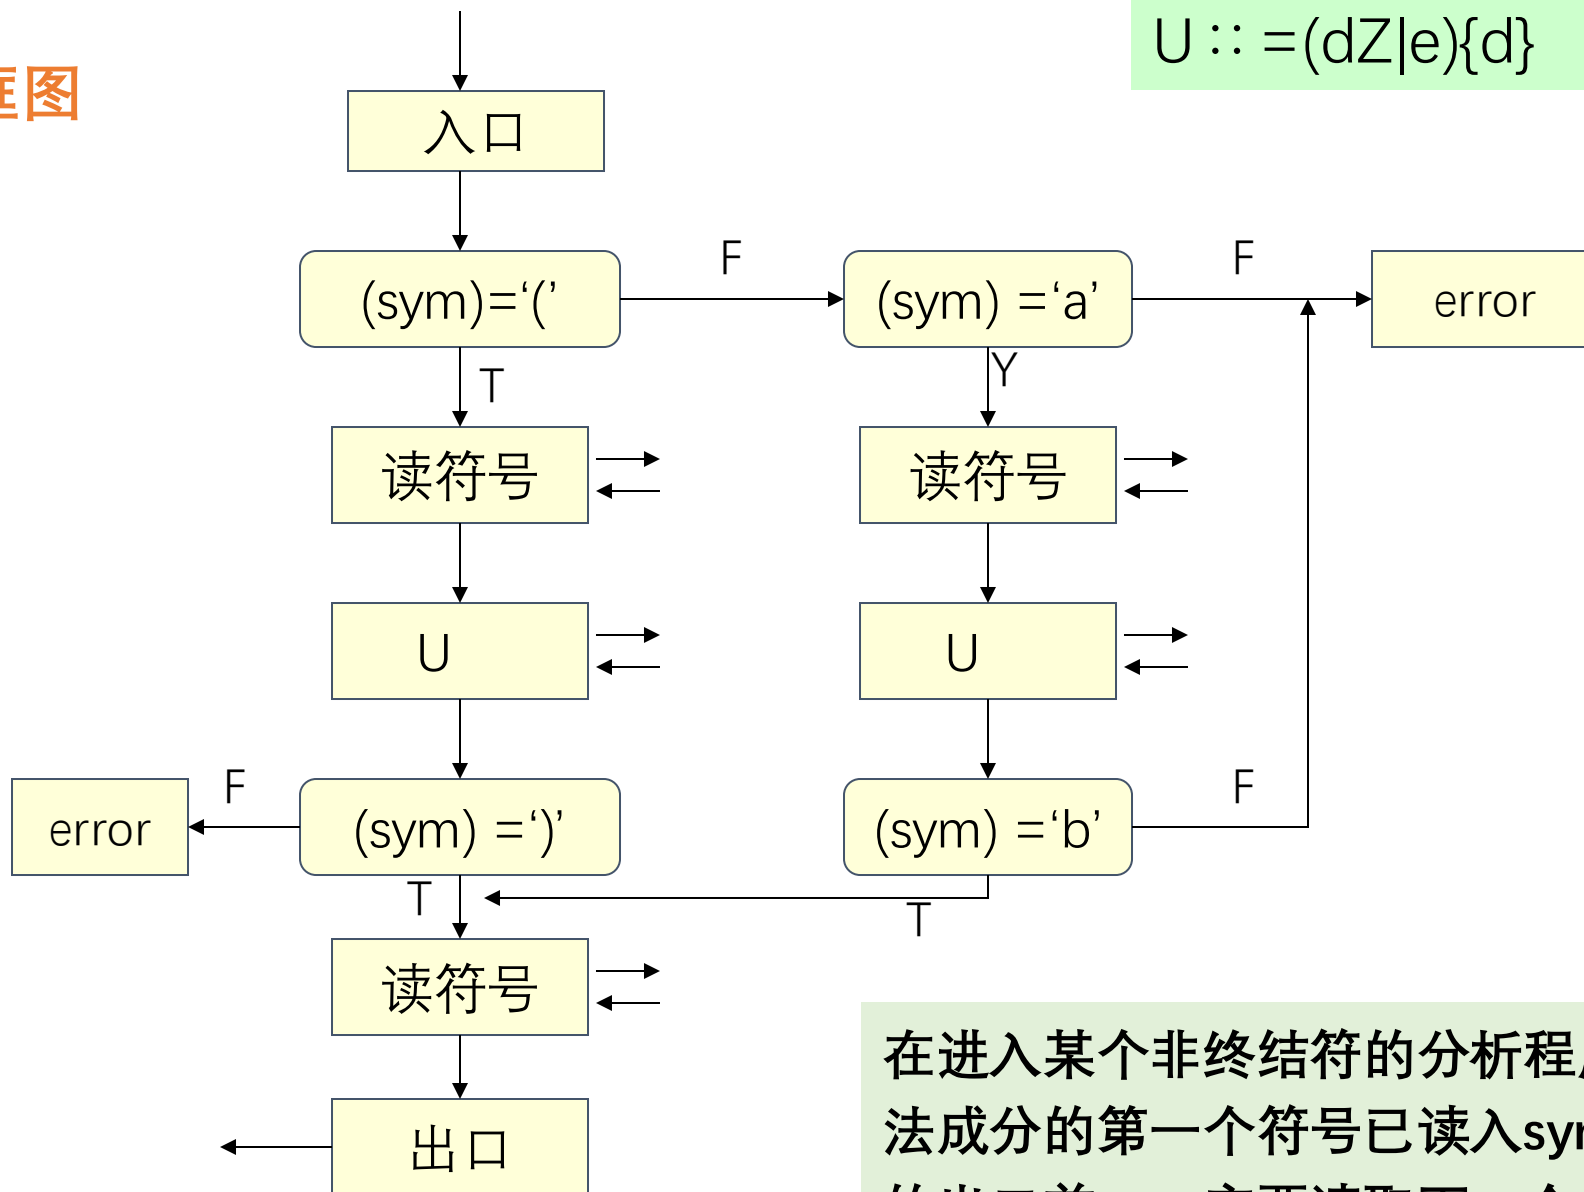 U∷=(dZ|e){d}
框图
入口
F
F
(sym)=‘(’
(sym) =‘a’
error
T
Y
读符号
读符号
U
U
F
F
error
(sym) =‘)’
(sym) =‘b’
T
T
读符号
在进入某个非终结符的分析程
法成分的第一个符号已读入sym
出口